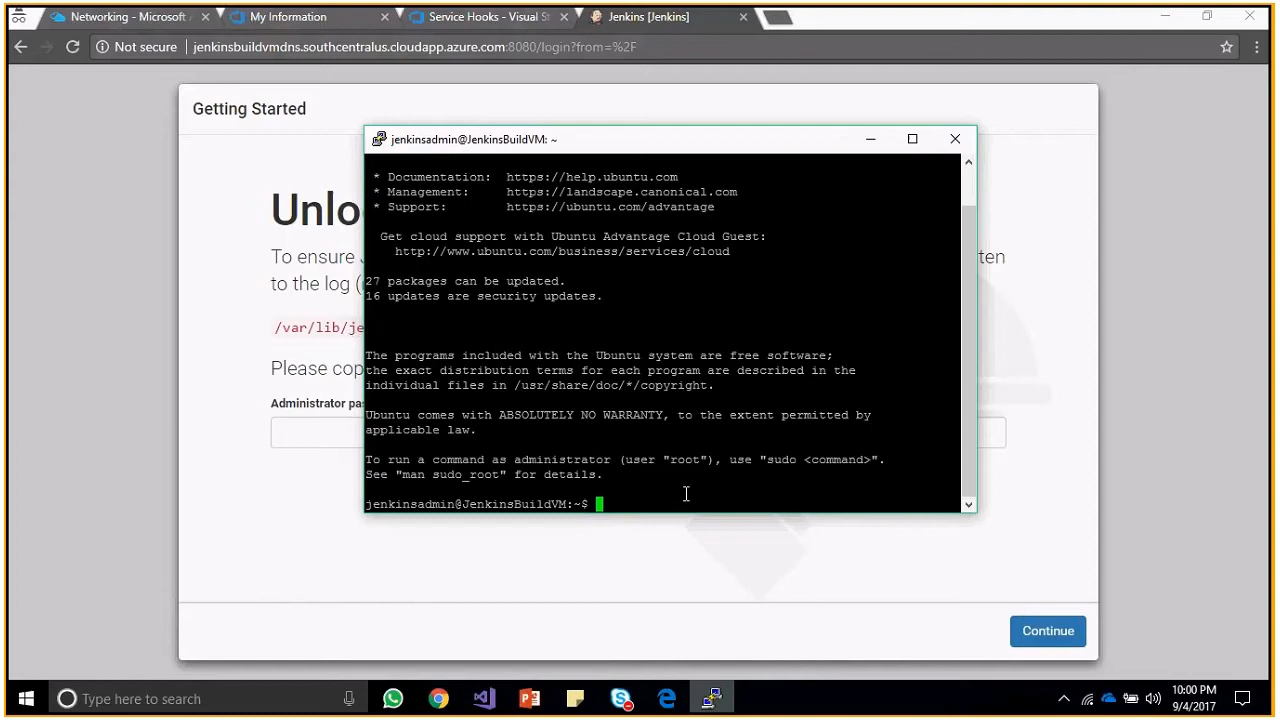 Networking - Microsoft A
My Information
Service Hooks - Visual St
Jenkins [Jenkins]
Not secure
jenkinsbuildvmdns.southcentralus.cloudapp.azure.com:8080/login?from=%2F
Getting Started
jenkinsadmin@JenkinsBuildVM: ~
* Documentation: https://help.ubuntu.com
* Management: https://landscape.canonical.com
* Support: https://ubuntu.com/advantage
Get cloud support with Ubuntu Advantage Cloud Guest:
http://www.ubuntu.com/business/services/cloud
27 packages can be updated.
16 updates are security updates.
The programs included with the Ubuntu system are free software;
the exact distribution terms for each program are described in the
individual files in /usr/share/doc/*/copyright.
Ubuntu comes with ABSOLUTELY NO WARRANTY, to the extent permitted by
applicable law.
To run a command as administrator (user "root"), use "sudo <command>".
See "man sudo_root" for details.
jenkinsadmin@JenkinsBuildVM:~$
Unlo
To ensure J
ten
to the log (
/var/lib/je
Please cop
Administrator pa
Continue
Type here to search
10:00 PM
9/4/2017